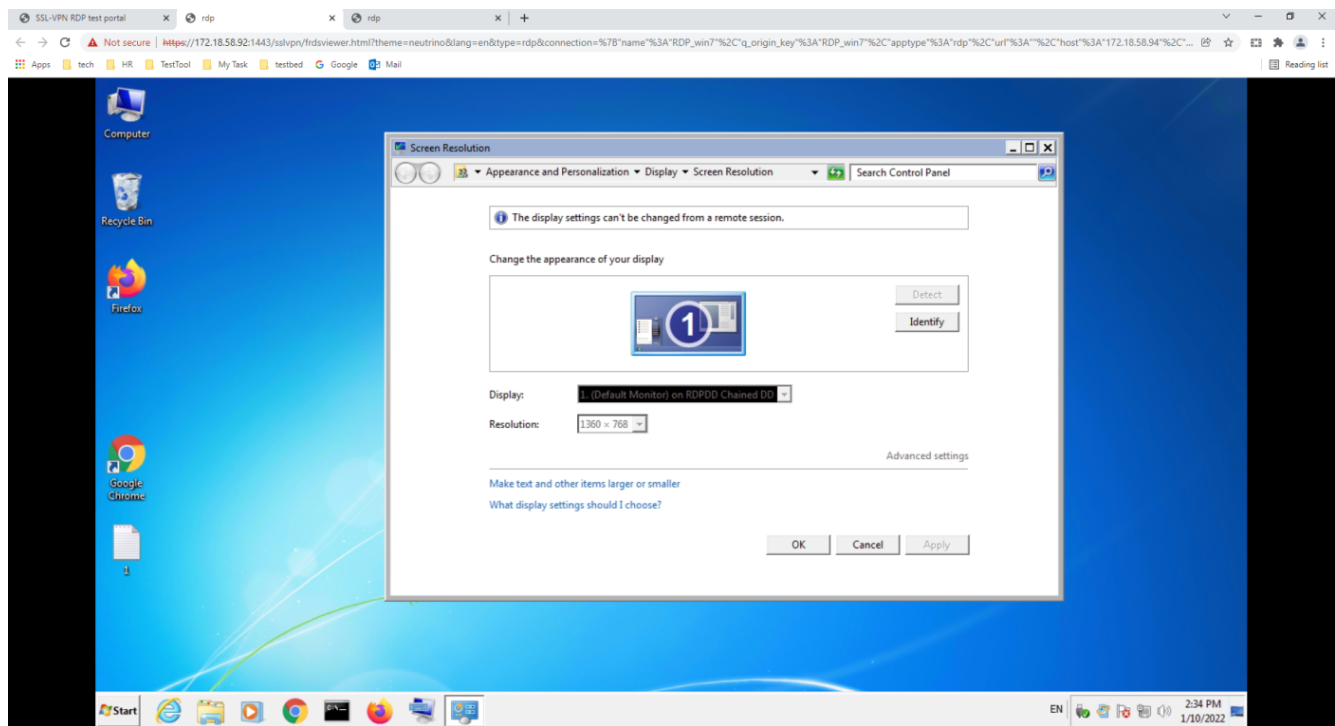 SSL-VPN RDP test portal
rdp
rdp
Not secure | https://172.18.58.92:1443/sslvpn/frdsviewer.html?theme=neutrino&lang=en&type=rdp&connection=%7B"name"%3A"RDP_win7"%2C"q_origin_key"%3A"RDP_win7"%2C"apptype"%3A"rdp"%2C"url"%3A""%2C"host"%3A"172.18.58.94"%2C"...
Apps tech HR TestTool My Task testbed Google Mail Reading list
Computer
Recycle Bin
Firefox
Google
Chrome
1
Screen Resolution
Appearance and Personalization Display Screen Resolution
Search Control Panel
The display settings can't be changed from a remote session.
Change the appearance of your display
1
Detect
Identify
Display: 1. (Default Monitor) on RDPDD Chained DD
Resolution: 1360 × 768
Advanced settings
Make text and other items larger or smaller
What display settings should I choose?
OK Cancel Apply
Start
EN
2:34 PM
1/10/2022